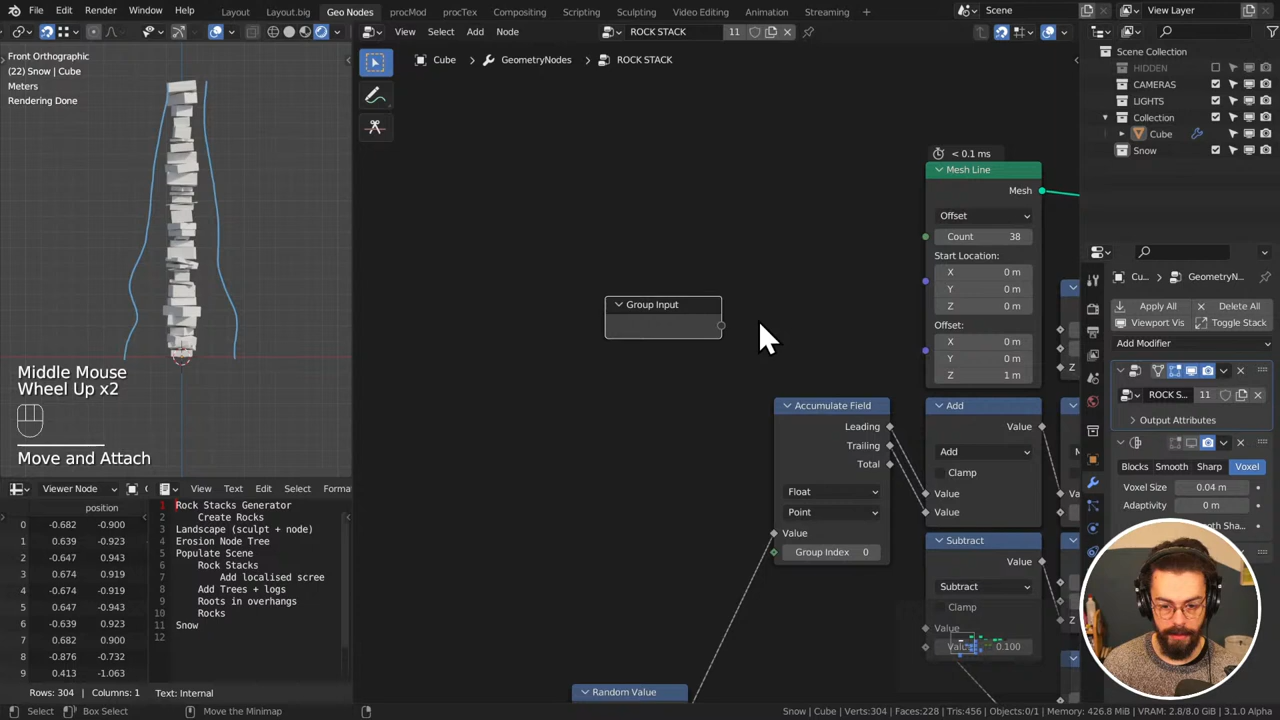 File Edit Render Window Help Layout Layout.big Geo Nodes procMod procTex Compositing Scripting Sculpting Video Editing Animation Streaming Scene View Layer
View Select Add Node ROCK STACK 11
Cube GeometryNodes ROCK STACK
Front Orthographic
(22) Snow | Cube
Meters
Rendering Done
Middle Mouse
Wheel Up x2
Move and Attach
Group Input
< 0.1 ms
Mesh Line
Mesh
Offset
Count 38
Start Location:
X 0 m
Y 0 m
Z 0 m
Offset:
X 0 m
Y 0 m
Z 1 m
Accumulate Field
Leading
Trailing
Total
Float
Point
Value
Group Index 0
Add
Value
Add
Clamp
Value
Value
Subtract
Value
Subtract
Clamp
Value
0.100
Random Value
X
Y
Z
Z
Scene Collection
HIDDEN
CAMERAS
LIGHTS
Collection
Cube
Snow
Cu... GeometryN...
Apply All Delete All
Viewport Vis Toggle Stack
Add Modifier
ROCK S... 11
Output Attributes
Blocks Smooth Sharp Voxel
Voxel Size 0.04 m
Adaptivity 0 m
Viewer Node View Text Edit Select Forma
position
0 -0.682 -0.900
1 0.639 -0.923
2 -0.647 0.943
3 0.674 0.919
4 -0.674 0.919
5 0.647 0.943
6 -0.639 0.923
7 0.682 0.900
8 -0.876 -0.732
9 0.413 -1.063
1 Rock Stacks Generator
2 Create Rocks
3 Landscape (sculpt + node)
4 Erosion Node Tree
5 Populate Scene
6 Rock Stacks
7 Add localised scree
8 Add Trees + logs
9 Roots in overhangs
10 Rocks
11 Snow
12
Rows: 304 | Columns: 1 Text: Internal
Select Box Select Move the Minimap Snow | Cube | Verts:304 | Faces:228 | Tris:456 | Objects:0/1 | Memory: 426.8 MiB | VRAM: 2.8/8.0 GiB | 3.1.0 Alpha